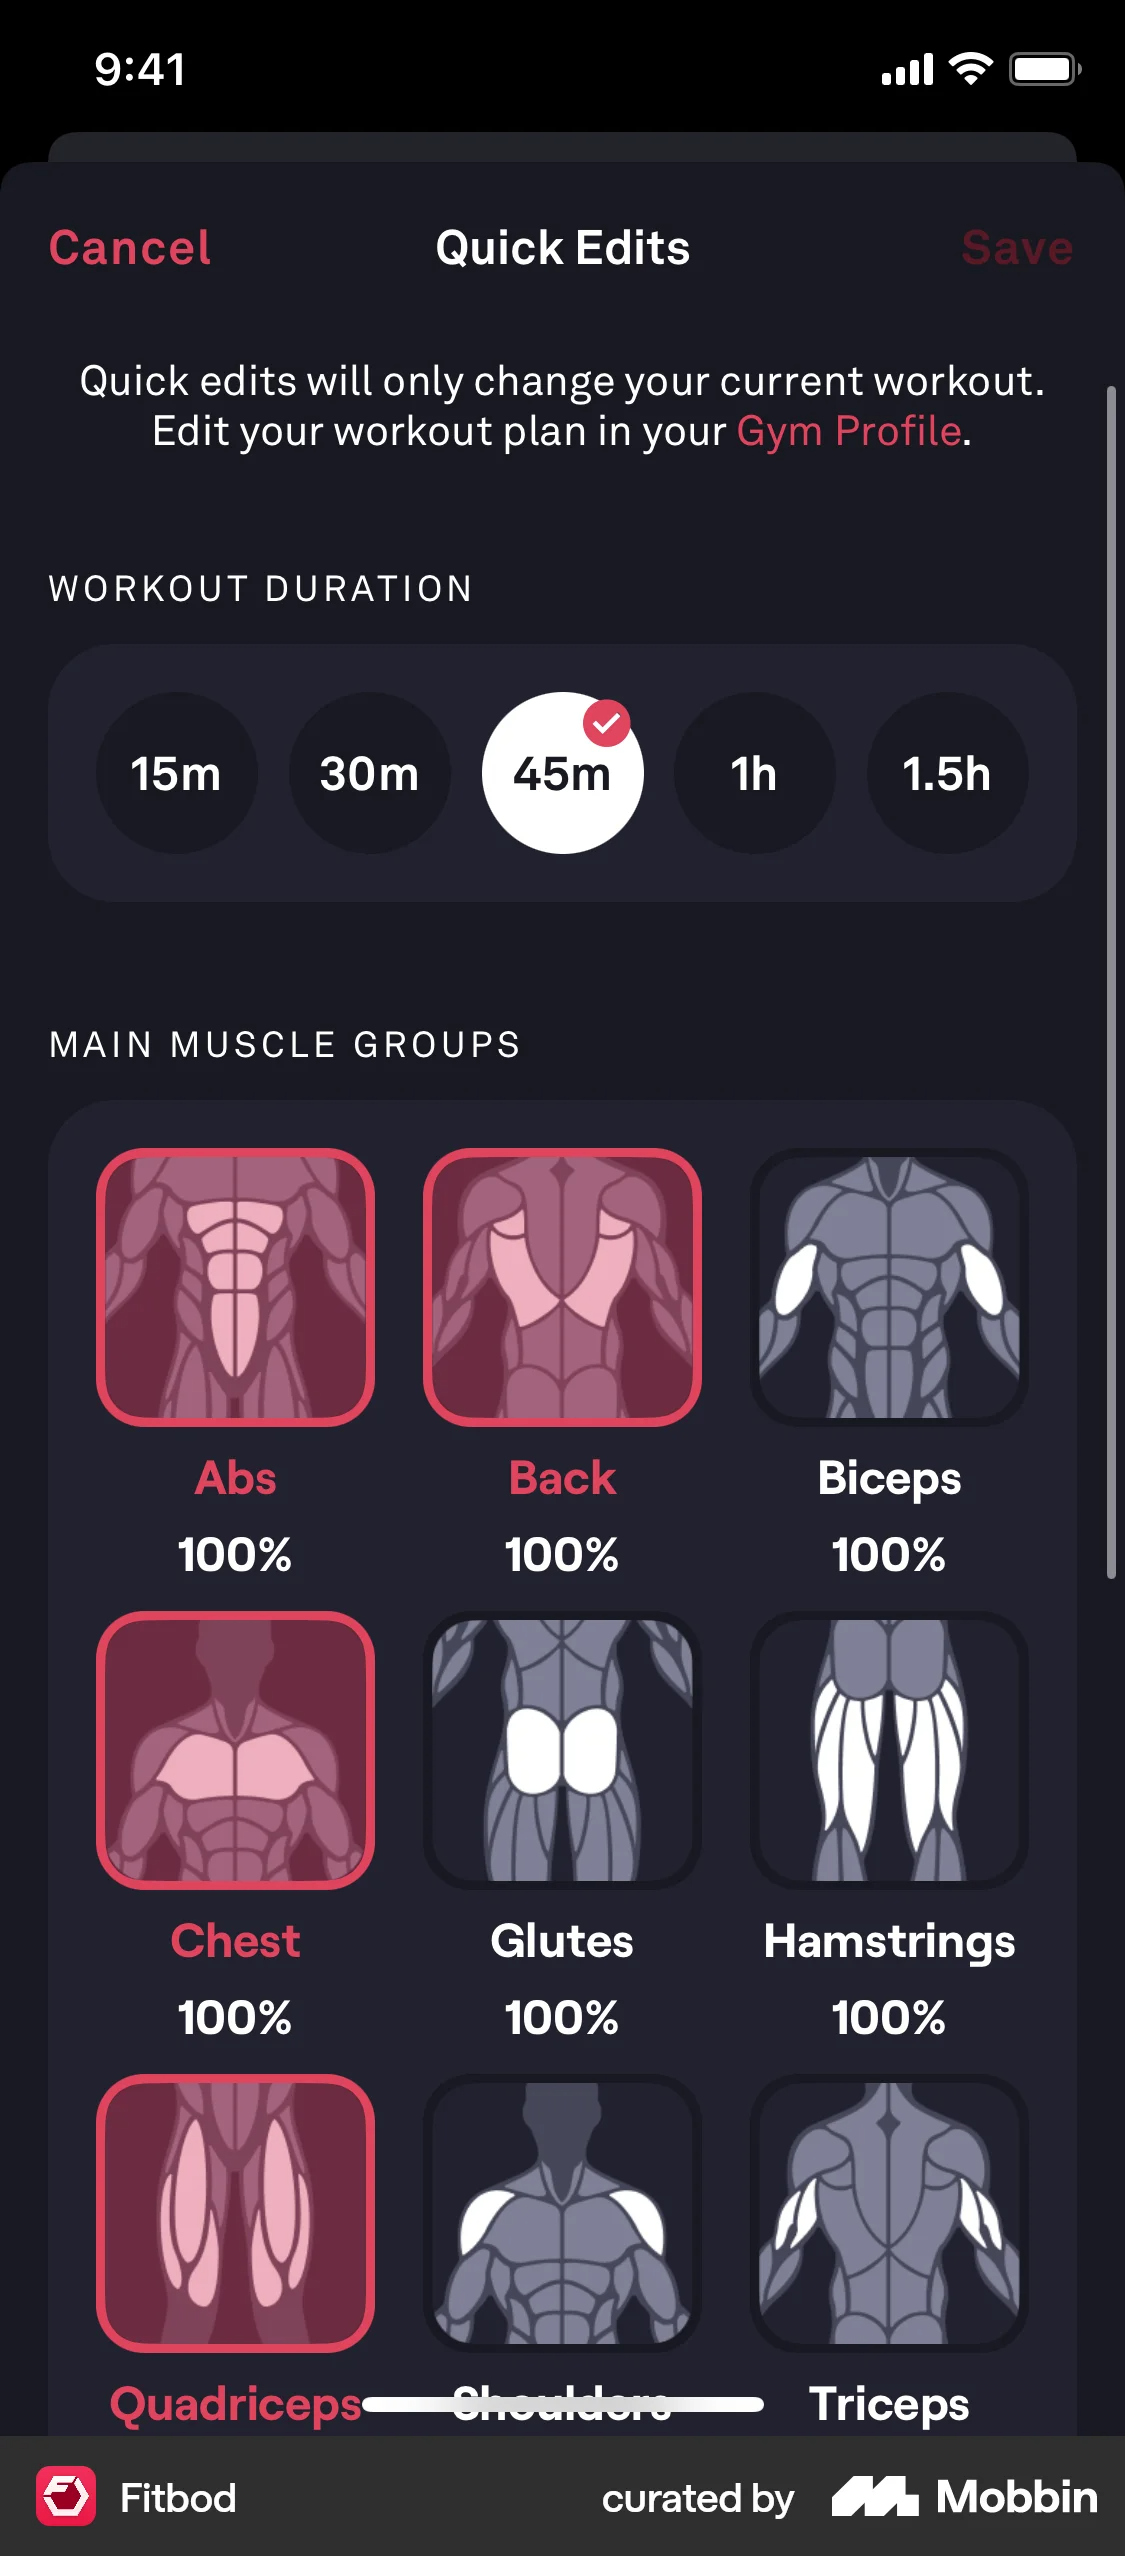 9:41
Cancel
Quick Edits
Save
Quick edits will only change your current workout.
Edit your workout plan in your Gym Profile.
WORKOUT DURATION
15m
30m
45m
1h
1.5h
MAIN MUSCLE GROUPS
Abs
Back
Biceps
100%
100%
100%
Chest
Glutes
Hamstrings
100%
100%
100%
Quadriceps
Shoulders
Triceps
Fitbod
curated by
Mobbin